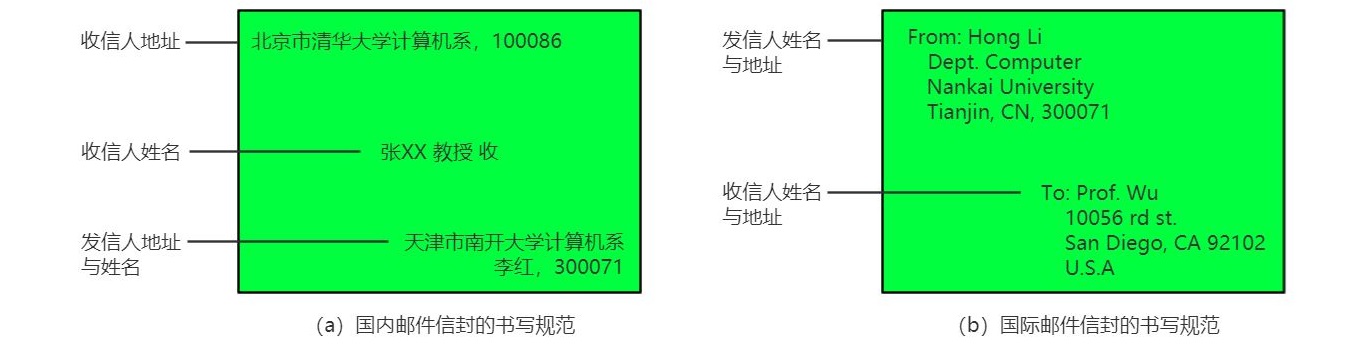 收信人地址
北京市清华大学计算机系，100086
收信人姓名
张XX 教授 收
发信人地址
与姓名
天津市南开大学计算机系
李红，300071
（a）国内邮件信封的书写规范
发信人姓名
与地址
From: Hong Li
Dept. Computer
Nankai University
Tianjin, CN, 300071
收信人姓名
与地址
To: Prof. Wu
10056 rd st.
San Diego, CA 92102
U.S.A
（b）国际邮件信封的书写规范